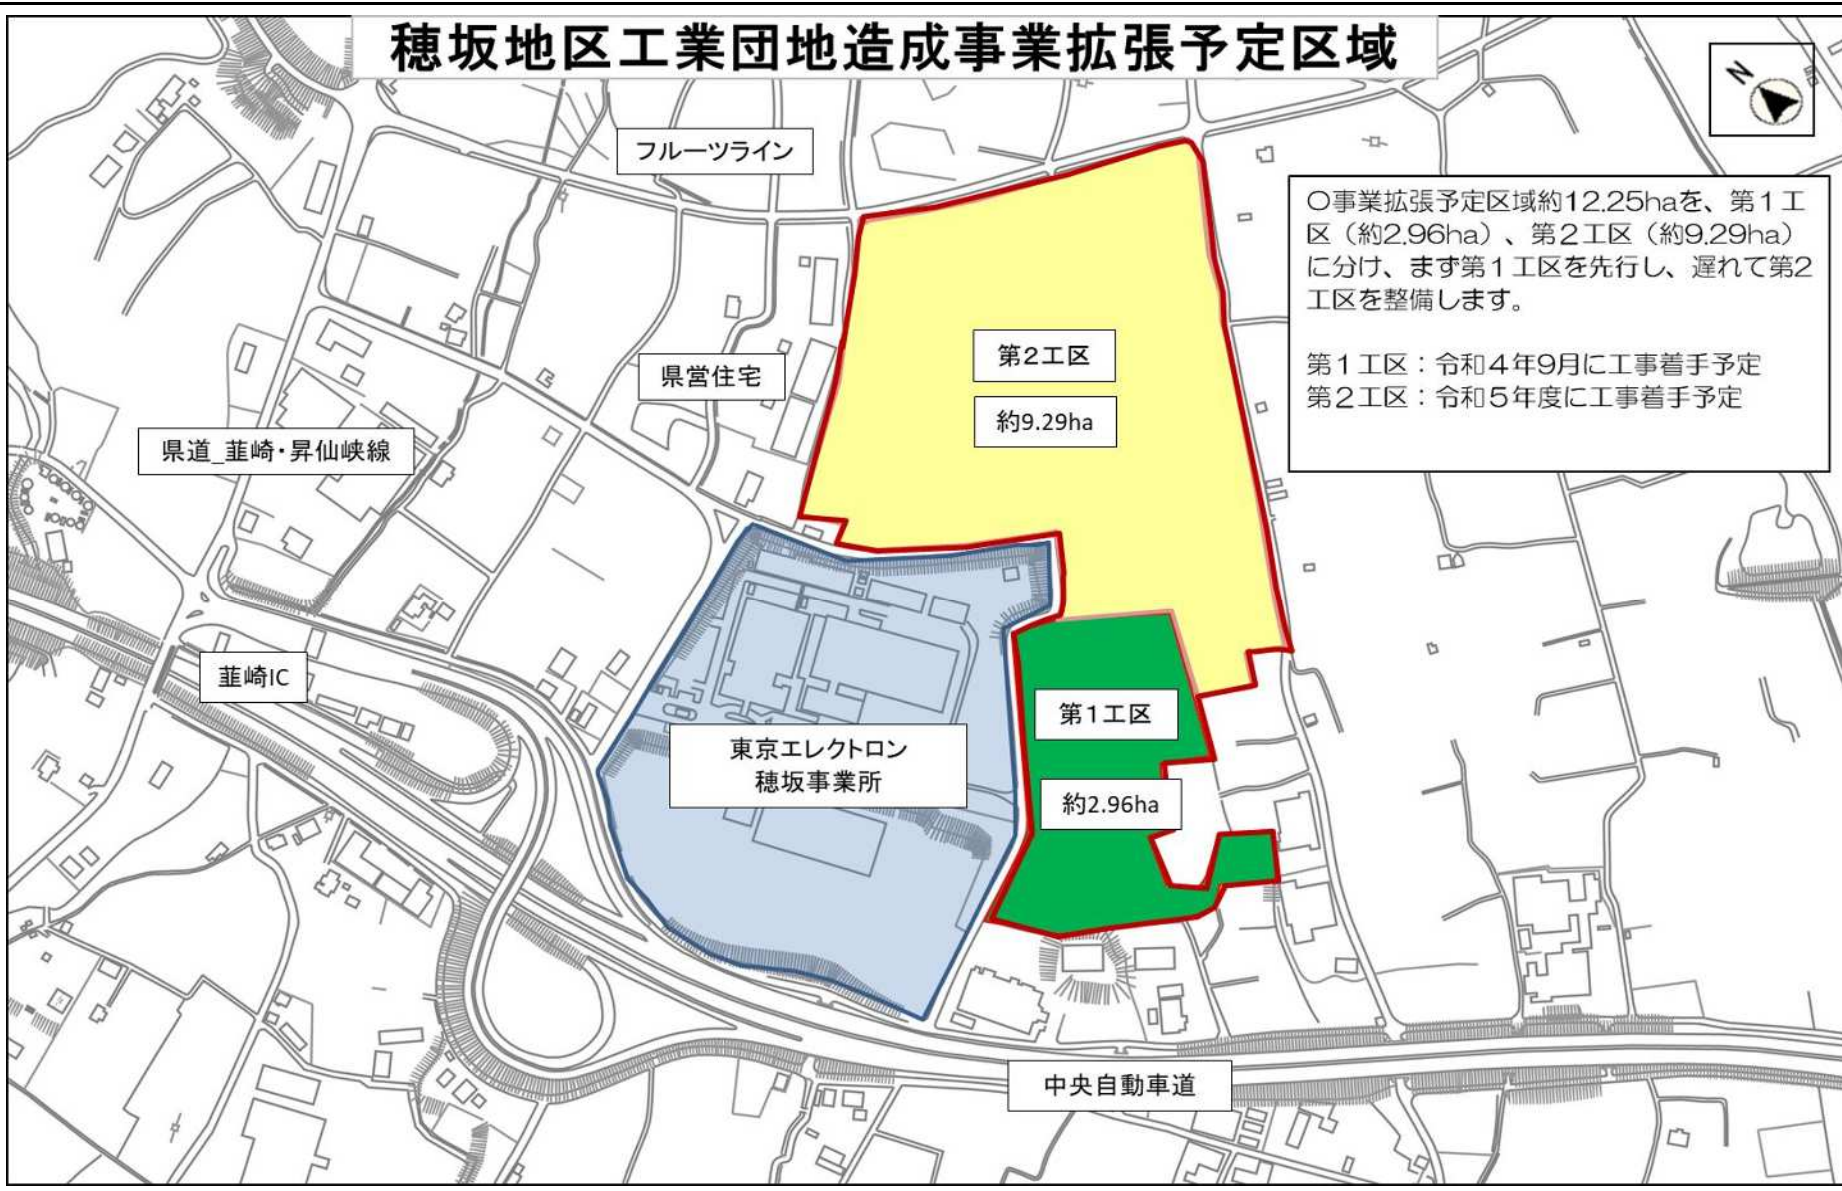 穂坂地区工業団地造成事業拡張予定区域
N
フルーツライン
〇事業拡張予定区域約12.25haを、第1工
区（約2.96ha）、第2工区（約9.29ha）
に分け、まず第1工区を先行し、遅れて第2
工区を整備します。
第1工区：令和4年9月に工事着手予定
第2工区：令和5年度に工事着手予定
第2工区
約9.29ha
県営住宅
県道_韮崎・昇仙峡線
韮崎IC
東京エレクトロン
穂坂事業所
第1工区
約2.96ha
中央自動車道